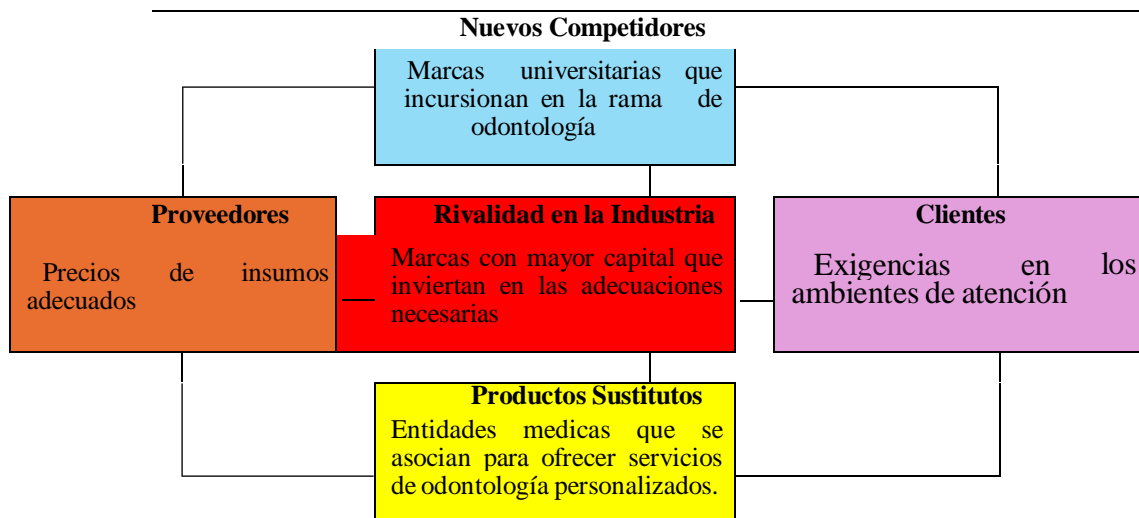 Nuevos Competidores
Marcas universitarias que
incursionan en la rama de
odontología
Proveedores
Precios de insumos
adecuados
Rivalidad en la Industria
Marcas con mayor capital que
inviertan en las adecuaciones
necesarias
Clientes
Exigencias en los
ambientes de atención
Productos Sustitutos
Entidades medicas que se
asocian para ofrecer servicios
de odontología personalizados.